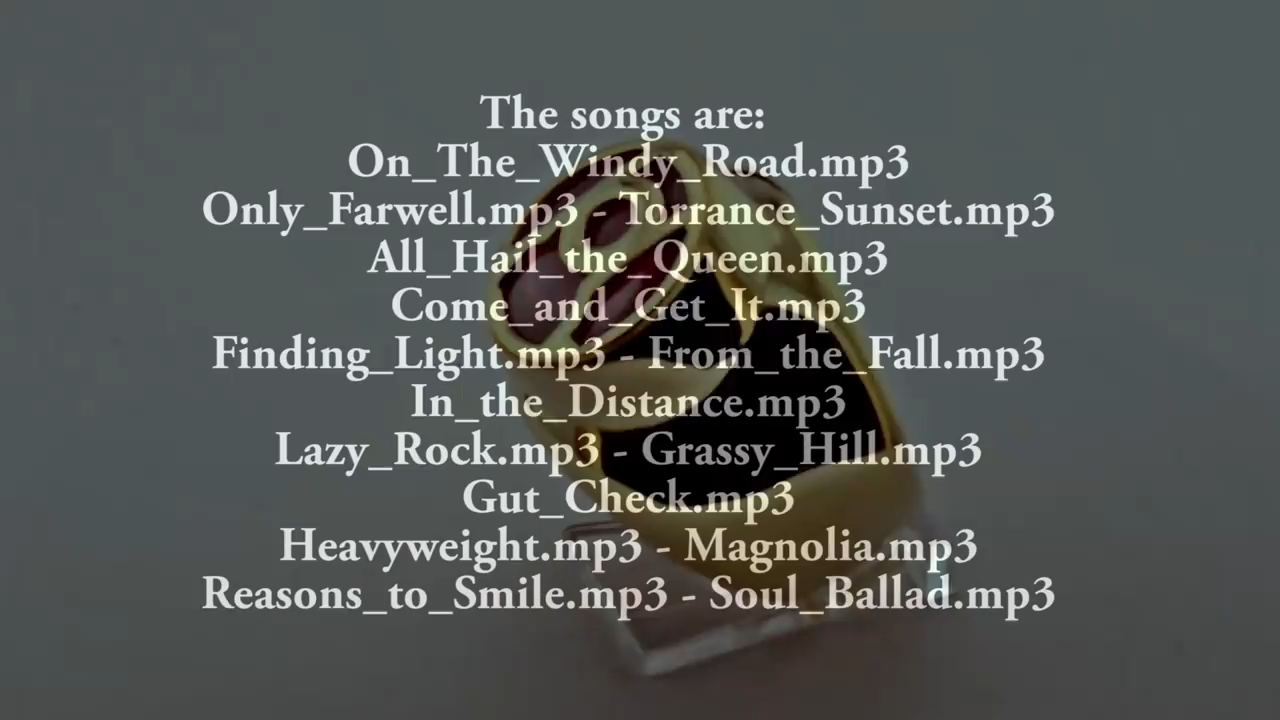 The songs are:
On_The_Windy_Road.mp3
Only_Farwell.mp3 - Torrance_Sunset.mp3
All_Hail_the_Queen.mp3
Come_and_Get_It.mp3
Finding_Light.mp3 - From_the_Fall.mp3
In_the_Distance.mp3
Lazy_Rock.mp3 - Grassy_Hill.mp3
Gut_Check.mp3
Heavyweight.mp3 - Magnolia.mp3
Reasons_to_Smile.mp3 - Soul_Ballad.mp3